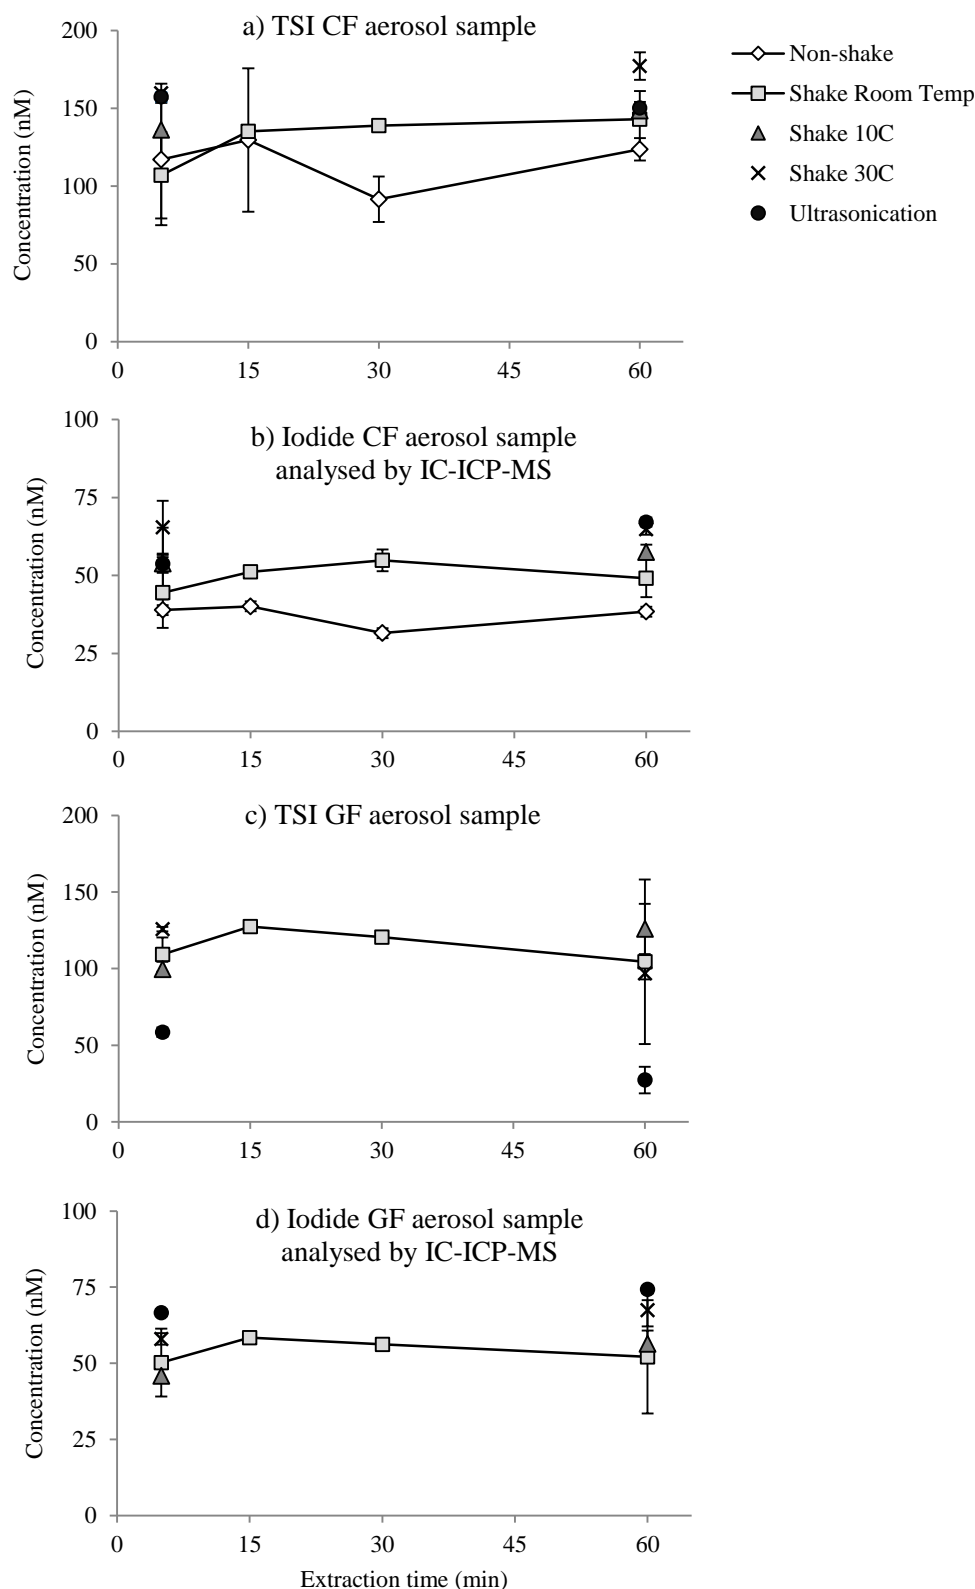 a) TSI CF aerosol sample
200
150
100
50
0
Concentration (nM)
0 15 30 45 60
Non-shake
Shake Room Temp
Shake 10C
Shake 30C
Ultrasonication
b) Iodide CF aerosol sample
analysed by IC-ICP-MS
100
75
50
25
0
Concentration (nM)
0 15 30 45 60
c) TSI GF aerosol sample
200
150
100
50
0
Concentration (nM)
0 15 30 45 60
d) Iodide GF aerosol sample
analysed by IC-ICP-MS
100
75
50
25
0
Concentration (nM)
0 15 30 45 60
Extraction time (min)